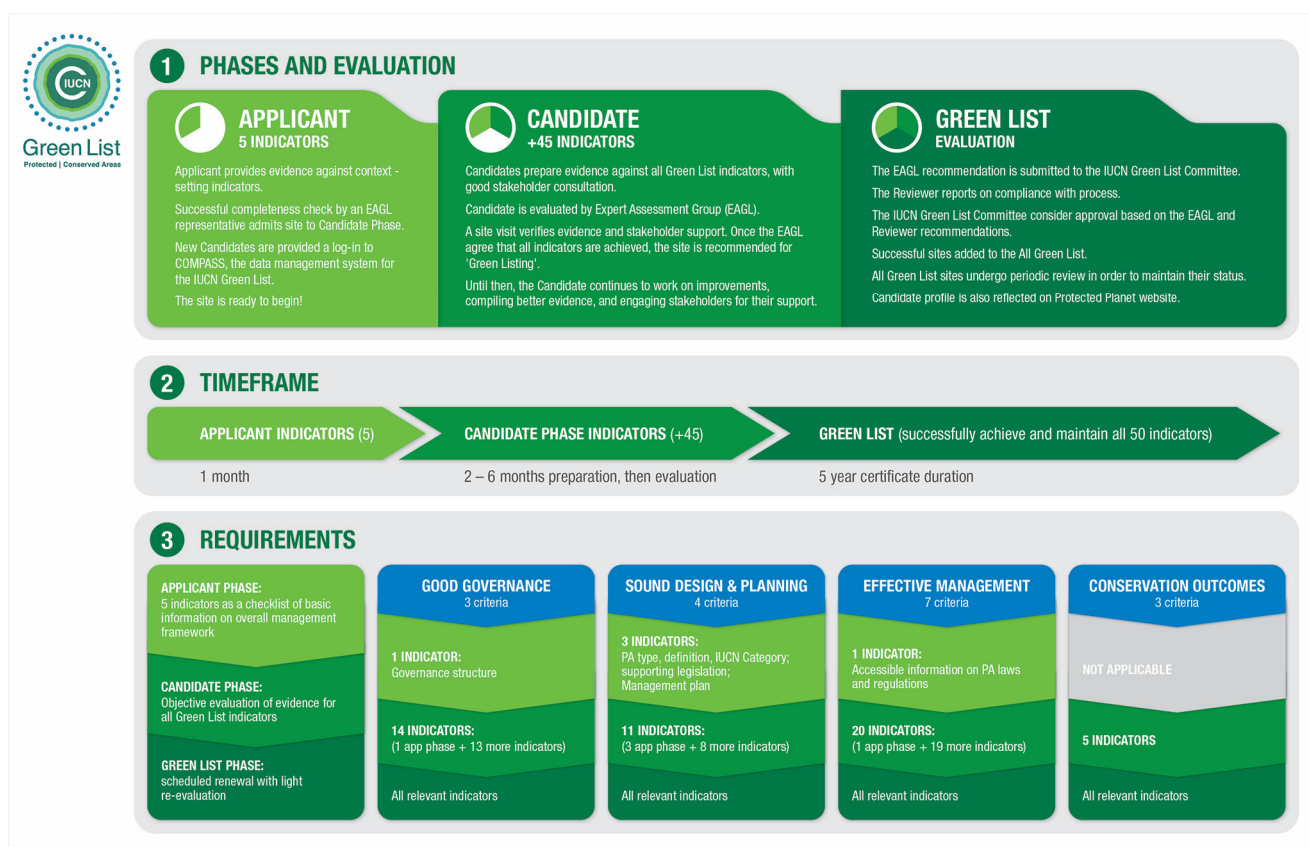 IUCN
Green List
Protected | Conserved Areas
1 PHASES AND EVALUATION
APPLICANT
5 INDICATORS
Applicant provides evidence against context -
setting indicators.
Successful completeness check by an EAGL
representative admits site to Candidate Phase.
New Candidates are provided a log-in to
COMPASS, the data management system for
the IUCN Green List.
The site is ready to begin!
CANDIDATE
+45 INDICATORS
Candidates prepare evidence against all Green List indicators, with
good stakeholder consultation.
Candidate is evaluated by Expert Assessment Group (EAGL).
A site visit verifies evidence and stakeholder support. Once the EAGL
agree that all indicators are achieved, the site is recommended for
'Green Listing'.
Until then, the Candidate continues to work on improvements,
compiling better evidence, and engaging stakeholders for their support.
GREEN LIST
EVALUATION
The EAGL recommendation is submitted to the IUCN Green List Committee.
The Reviewer reports on compliance with process.
The IUCN Green List Committee consider approval based on the EAGL and
Reviewer recommendations.
Successful sites added to the All Green List.
All Green List sites undergo periodic review in order to maintain their status.
Candidate profile is also reflected on Protected Planet website.
2 TIMEFRAME
APPLICANT INDICATORS (5)
1 month
CANDIDATE PHASE INDICATORS (+45)
2 – 6 months preparation, then evaluation
GREEN LIST (successfully achieve and maintain all 50 indicators)
5 year certificate duration
3 REQUIREMENTS
APPLICANT PHASE:
5 indicators as a checklist of basic
information on overall management
framework
CANDIDATE PHASE:
Objective evaluation of evidence for
all Green List indicators
GREEN LIST PHASE:
scheduled renewal with light
re-evaluation
GOOD GOVERNANCE
3 criteria
1 INDICATOR:
Governance structure
14 INDICATORS:
(1 app phase + 13 more indicators)
All relevant indicators
SOUND DESIGN & PLANNING
4 criteria
3 INDICATORS:
PA type, definition, IUCN Category;
supporting legislation;
Management plan
11 INDICATORS:
(3 app phase + 8 more indicators)
All relevant indicators
EFFECTIVE MANAGEMENT
7 criteria
1 INDICATOR:
Accessible information on PA laws
and regulations
20 INDICATORS:
(1 app phase + 19 more indicators)
All relevant indicators
CONSERVATION OUTCOMES
3 criteria
NOT APPLICABLE
5 INDICATORS
All relevant indicators